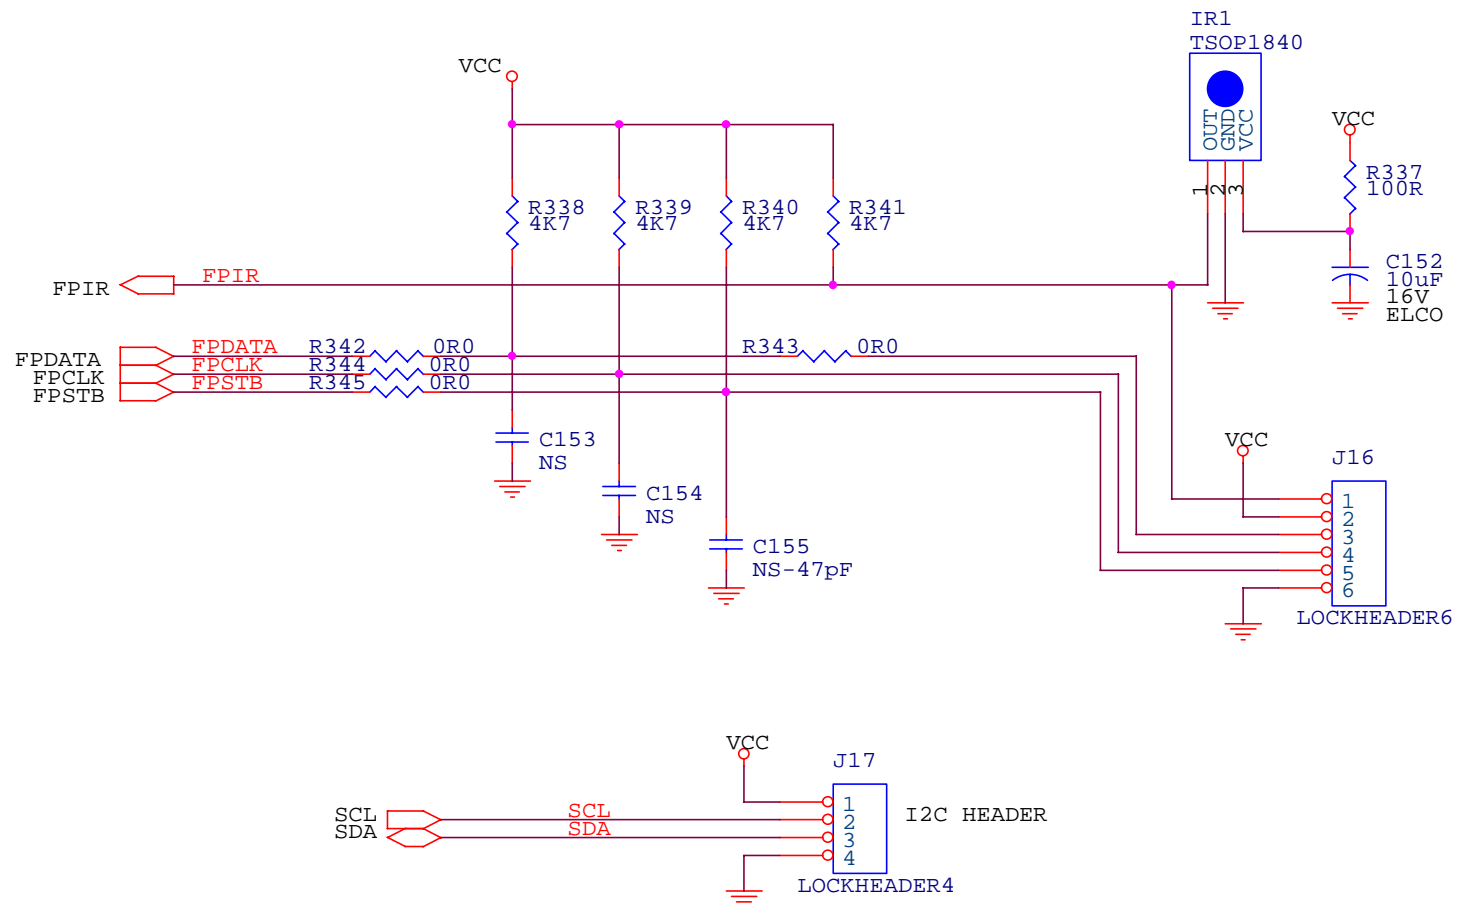 IR1
TSOP1840
OUT
GND
VCC
1
2
3
VCC
VCC
R337
100R
R338
4K7
R339
4K7
R340
4K7
R341
4K7
C152
10uF
16V
ELCO
FPIR
FPIR
FPDATA
FPDATA
R342
0R0
R343
0R0
FPCLK
FPCLK
R344
0R0
FPSTB
FPSTB
R345
0R0
C153
NS
C154
NS
C155
NS-47pF
VCC
J16
1
2
3
4
5
6
LOCKHEADER6
VCC
J17
1
2
3
4
I2C HEADER
SCL
SCL
SDA
SDA
LOCKHEADER4